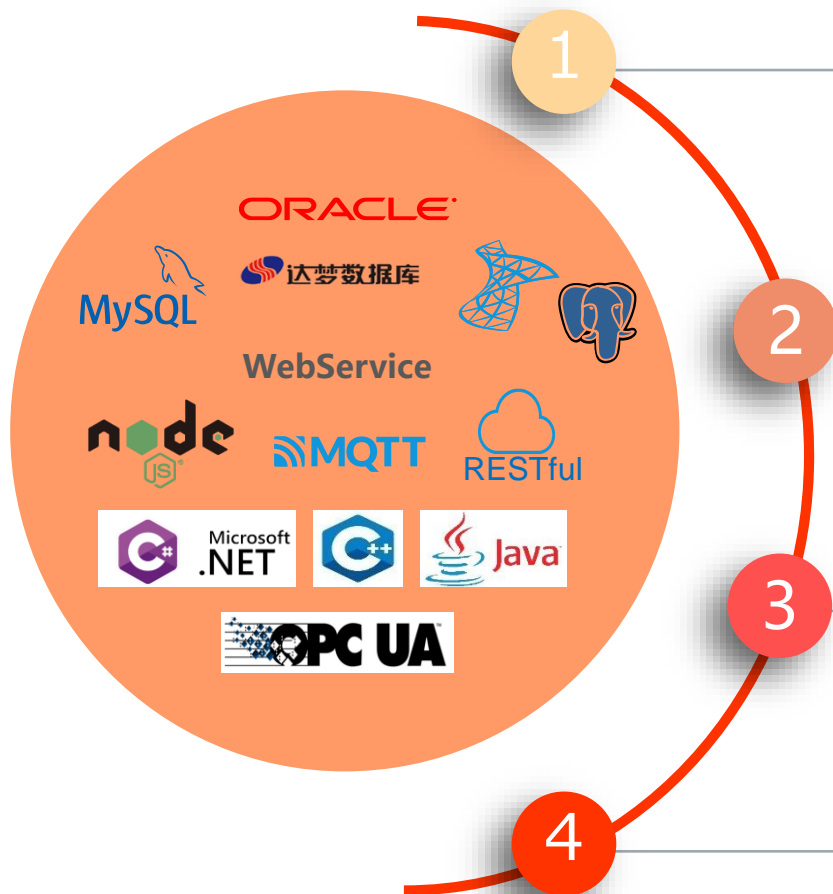 1
ORACLE
达梦数据库
MySQL
2
WebService
node
JS
MQTT
RESTful
C# Microsoft
.NET
C++
Java
3
OPC UA
4